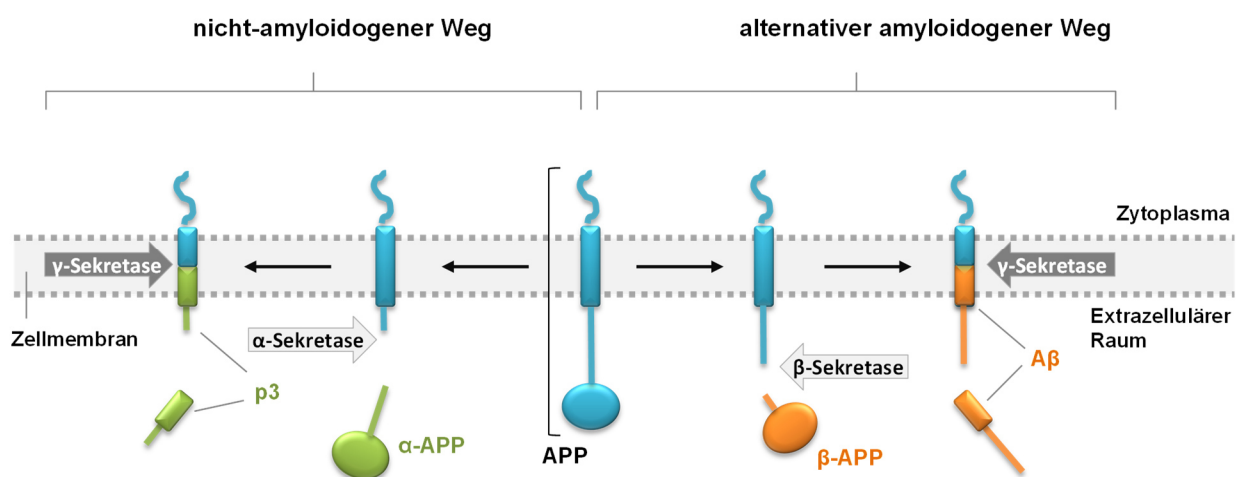 nicht-amyloidogener Weg
alternativer amyloidogener Weg
Zytoplasma
γ-Sekretase
γ-Sekretase
Zellmembran
Extrazellulärer
Raum
α-Sekretase
β-Sekretase
Aβ
p3
α-APP
APP
β-APP